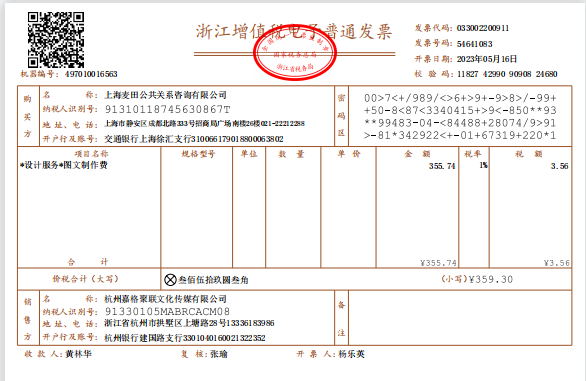 浙江增值税电子普通发票
国家税务总局
浙江省税务局
机器编号: 497010016563
发票代码: 033002200911
发票号码: 54641083
开票日期: 2023年05月16日
校 验 码: 11827 42990 90908 24680
购买方
名 称: 上海麦田公共关系咨询有限公司
纳税人识别号: 91310118745630867T
地 址、电 话: 上海市静安区成都北路333号招商局广场南楼26楼021-22212288
开户行及账号: 交通银行上海徐汇支行310066179018800063802
密码区
00>7<+/989/<>6+>9+-9>8>/-99+
+50-8<87<3340415+>9<-850**93
**99483-04-<84488+28074/9>91
>-81*342922<+-01+67319+220*1
项目名称 规格型号 单位 数 量 单 价 金 额 税率 税 额
*设计服务*图文制作费 355.74 1% 3.56
合 计 ¥355.74 ¥3.56
价税合计（大写） ⊗叁佰伍拾玖圆叁角 (小写)¥359.30
销售方
名 称: 杭州嘉格聚联文化传媒有限公司
纳税人识别号: 91330105MABRCACM08
地 址、电 话: 浙江省杭州市拱墅区上塘路28号13336183986
开户行及账号: 杭州银行建国路支行3301040160021322352
备注
收 款 人: 黄林华 复 核: 张瑜 开 票 人: 杨乐英